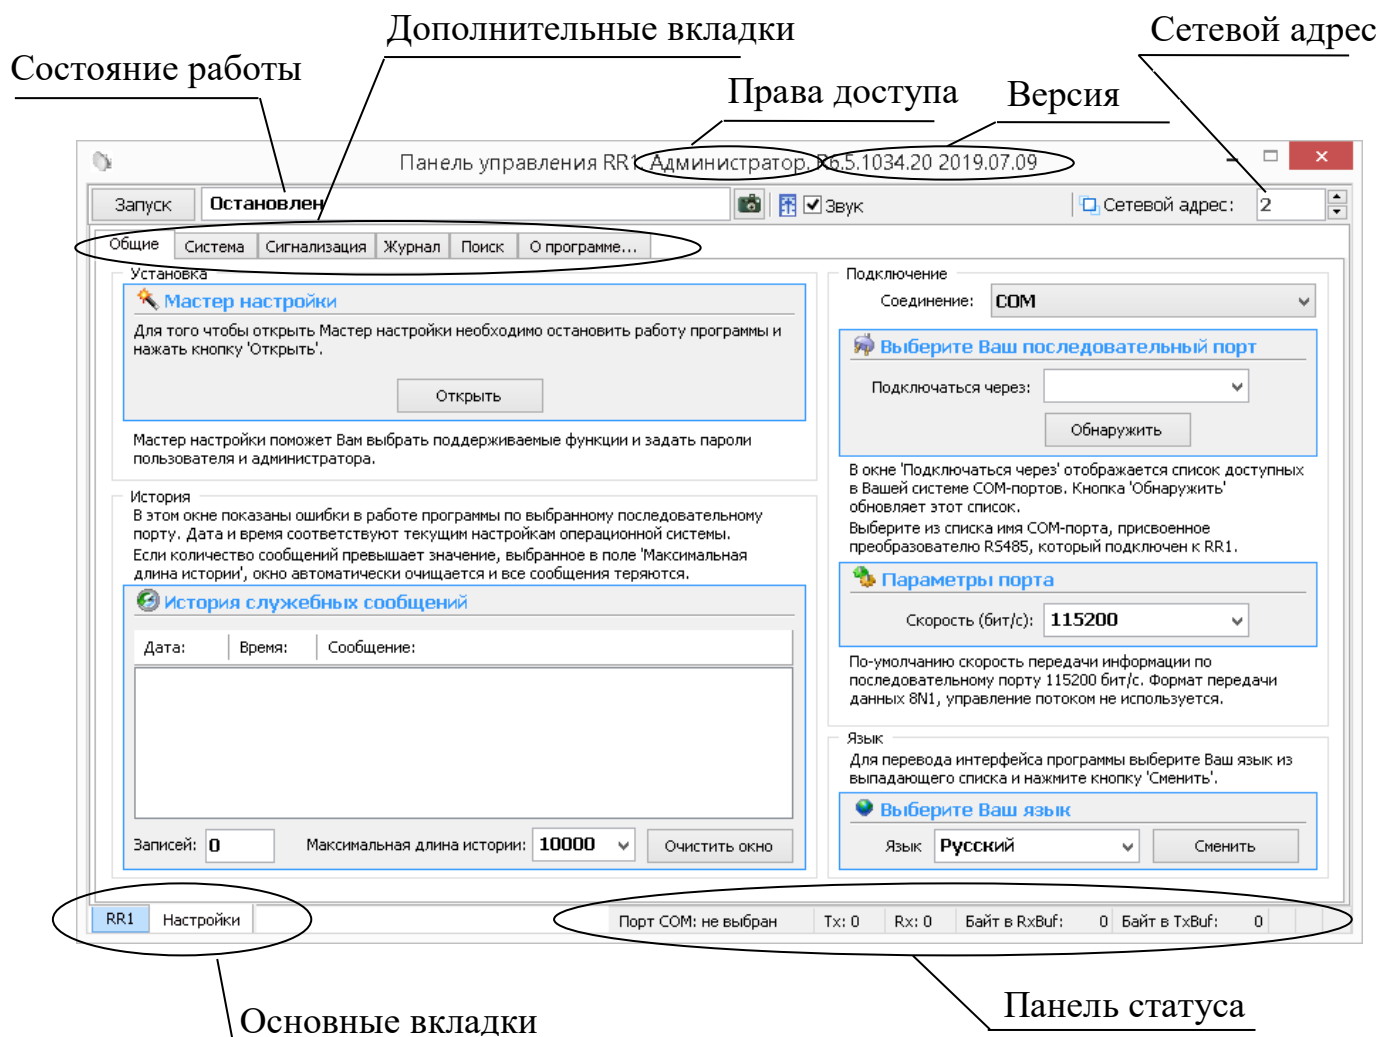 Дополнительные вкладки
Сетевой адрес
Состояние работы
Права доступа
Версия
Панель управления RR1, Администратор, R6.5.1034.20 2019.07.09
Запуск
Остановлен
Звук
Сетевой адрес:
2
Общие
Система
Сигнализация
Журнал
Поиск
О программе...
Установка
Мастер настройки
Для того чтобы открыть Мастер настройки необходимо остановить работу программы и
нажать кнопку 'Открыть'.
Открыть
Мастер настройки поможет Вам выбрать поддерживаемые функции и задать пароли
пользователя и администратора.
История
В этом окне показаны ошибки в работе программы по выбранному последовательному
порту. Дата и время соответствуют текущим настройкам операционной системы.
Если количество сообщений превышает значение, выбранное в поле 'Максимальная
длина истории', окно автоматически очищается и все сообщения теряются.
История служебных сообщений
Дата:
Время:
Сообщение:
Записей:
0
Максимальная длина истории:
10000
Очистить окно
Подключение
Соединение:
COM
Выберите Ваш последовательный порт
Подключаться через:
Обнаружить
В окне 'Подключаться через' отображается список доступных
в Вашей системе COM-портов. Кнопка 'Обнаружить'
обновляет этот список.
Выберите из списка имя COM-порта, присвоенное
преобразователю RS485, который подключен к RR1.
Параметры порта
Скорость (бит/с):
115200
По-умолчанию скорость передачи информации по
последовательному порту 115200 бит/с. Формат передачи
данных 8N1, управление потоком не используется.
Язык
Для перевода интерфейса программы выберите Ваш язык из
выпадающего списка и нажмите кнопку 'Сменить'.
Выберите Ваш язык
Язык
Русский
Сменить
RR1
Настройки
Порт COM: не выбран
Tx: 0
Rx: 0
Байт в RxBuf: 0
Байт в TxBuf: 0
Основные вкладки
Панель статуса